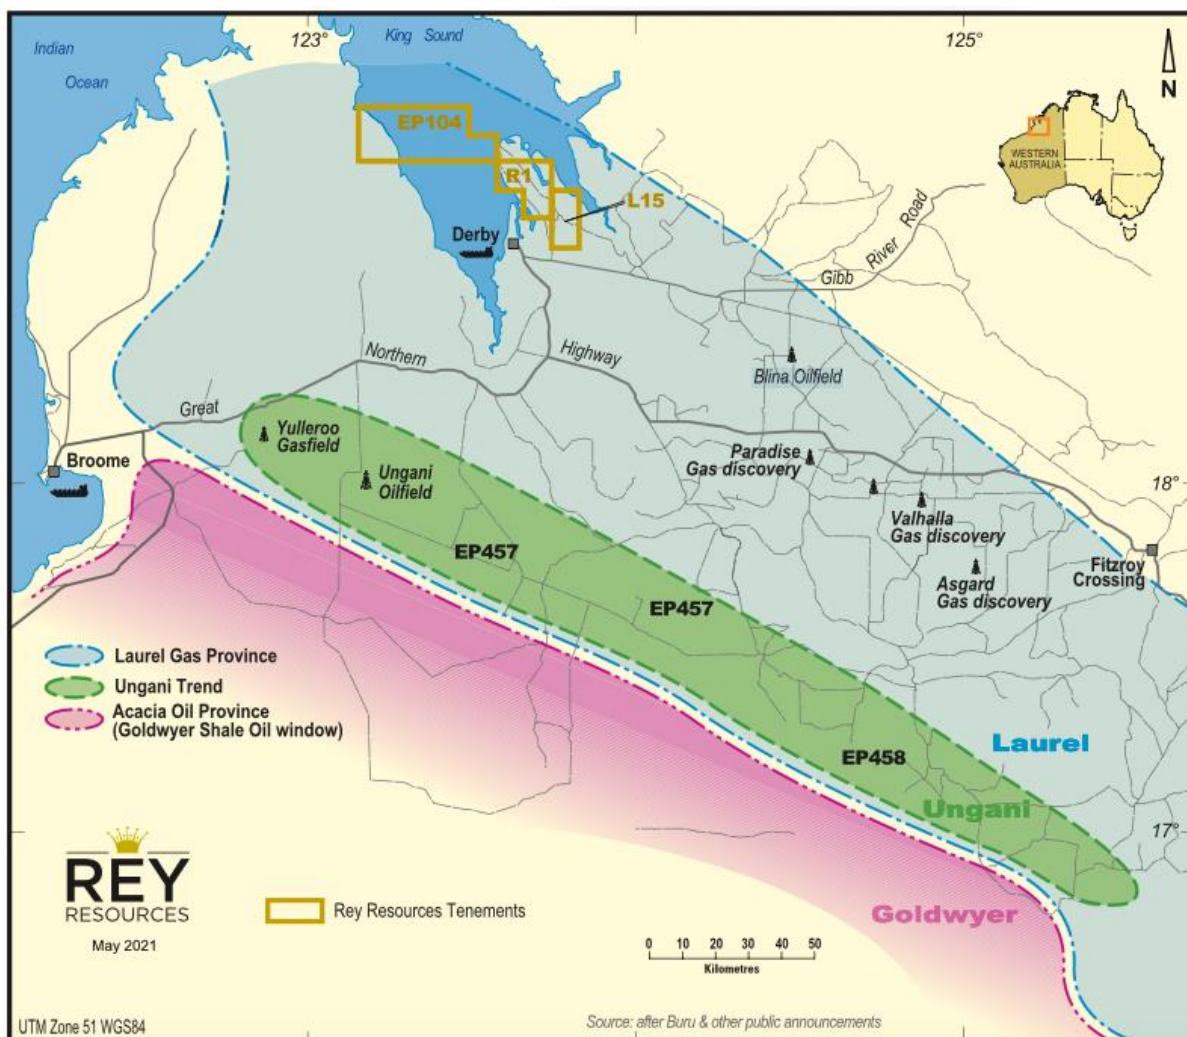 Indian
Ocean
123°
King Sound
125°
N
WESTERN
AUSTRALIA
EP104
R1
L15
Derby
Gibb River Road
Great Northern Highway
Blina Oilfield
Yulleroo
Gasfield
Ungani
Oilfield
Broome
Paradise
Gas discovery
18°
Valhalla
Gas discovery
Asgard
Gas discovery
Fitzroy
Crossing
EP457
EP457
EP458
Laurel Gas Province
Ungani Trend
Acacia Oil Province
(Goldwyer Shale Oil window)
Laurel
Ungani
17°
Goldwyer
REY
RESOURCES
May 2021
Rey Resources Tenements
0 10 20 30 40 50
Kilometres
UTM Zone 51 WGS84
Source: after Buru & other public announcements